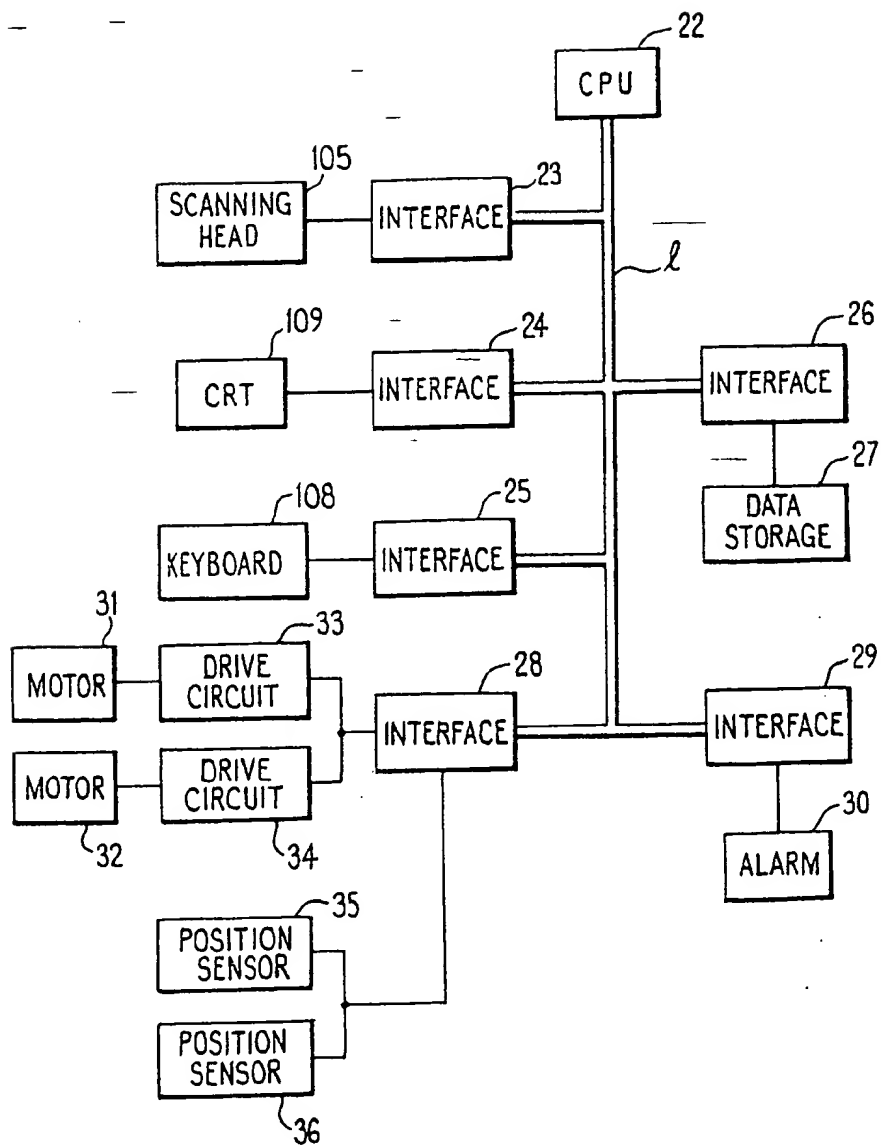 22
CPU
105
23
SCANNING
HEAD
INTERFACE
l
109
24
26
CRT
INTERFACE
INTERFACE
27
DATA
STORAGE
108
25
KEYBOARD
INTERFACE
31
33
28
29
MOTOR
DRIVE
CIRCUIT
INTERFACE
INTERFACE
MOTOR
DRIVE
CIRCUIT
32
34
30
ALARM
35
POSITION
SENSOR
POSITION
SENSOR
36